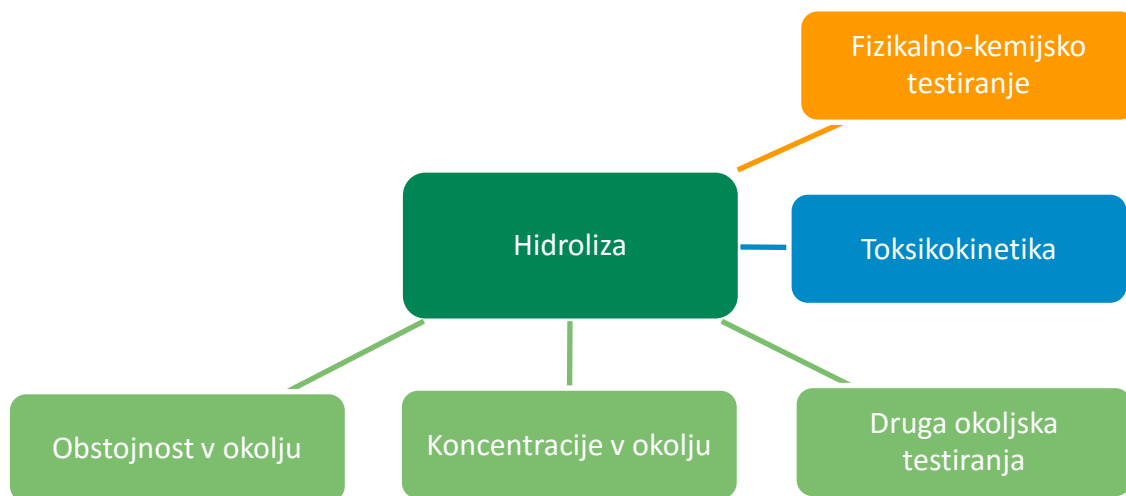 Fizikalno-kemijsko
testiranje
Hidroliza
Toksikokinetika
Obstojnost v okolju
Koncentracije v okolju
Druga okoljska
testiranja